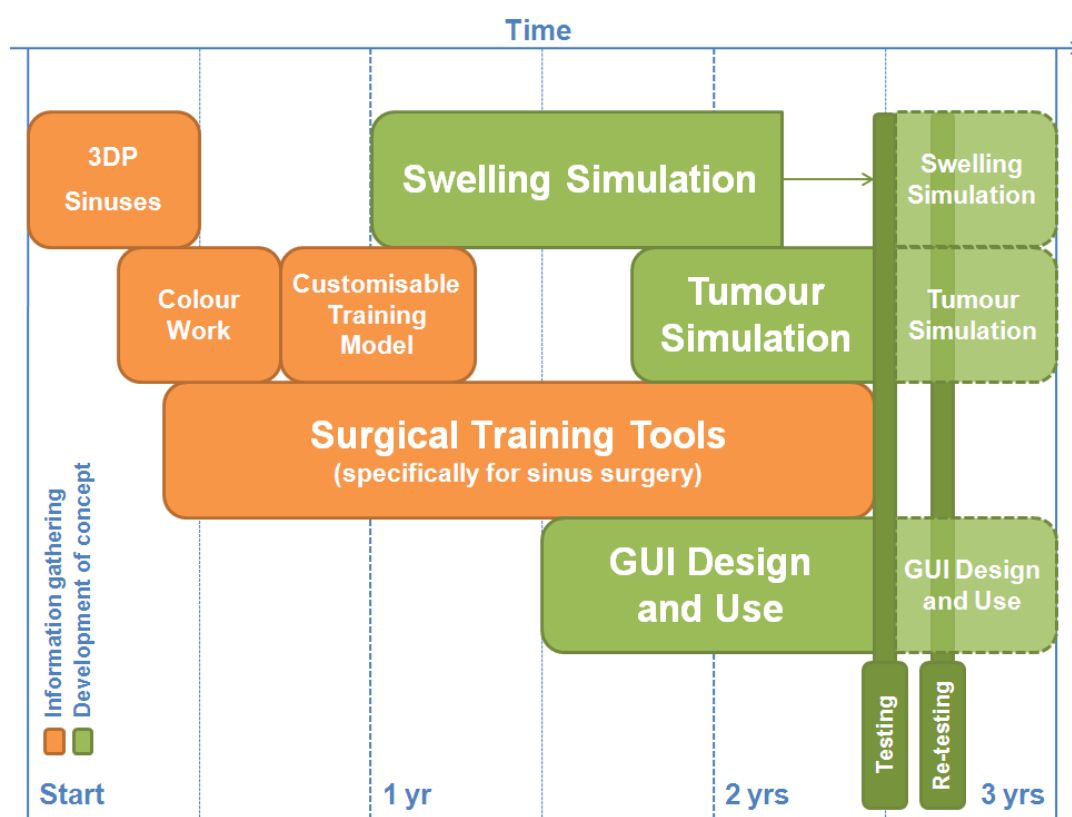 Time
3DP
Sinuses
Swelling Simulation
Swelling
Simulation
Colour
Work
Customisable
Training
Model
Tumour
Simulation
Tumour
Simulation
Surgical Training Tools
(specifically for sinus surgery)
GUI Design
and Use
GUI Design
and Use
Information gathering
Development of concept
Testing
Re-testing
Start
1 yr
2 yrs
3 yrs